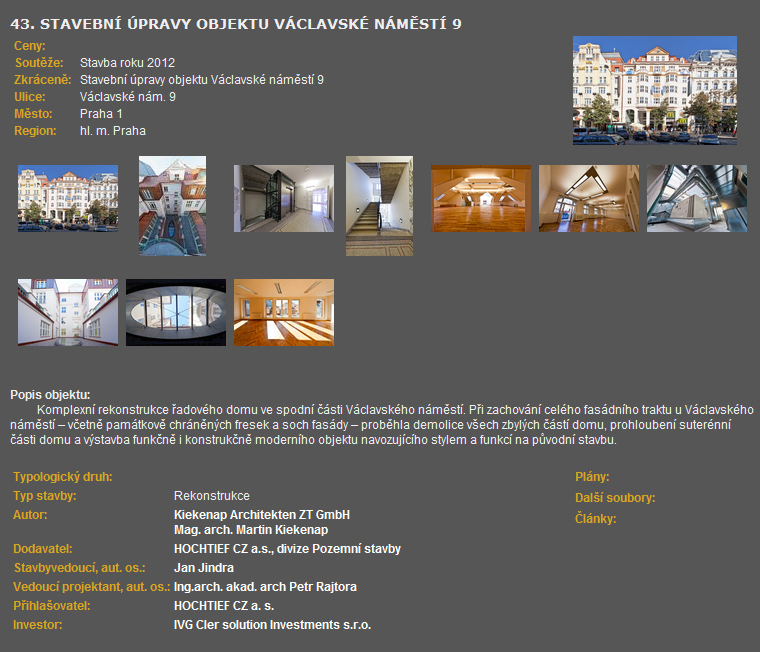 43. STAVEBNÍ ÚPRAVY OBJEKTU VÁCLAVSKÉ NÁMĚSTÍ 9
Ceny:
Soutěže: Stavba roku 2012
Zkráceně: Stavební úpravy objektu Václavské náměstí 9
Ulice: Václavské nám. 9
Město: Praha 1
Region: hl. m. Praha
Popis objektu:
Komplexní rekonstrukce řadového domu ve spodní části Václavského náměstí. Při zachování celého fasádního traktu u Václavského
náměstí – včetně památkově chráněných fresek a soch fasády – proběhla demolice všech zbylých částí domu, prohloubení suterénní
části domu a výstavba funkčně i konstrukčně moderního objektu navozujícího stylem a funkcí na původní stavbu.
Typologický druh:
Typ stavby: Rekonstrukce
Autor: Kiekenap Architekten ZT GmbH
Mag. arch. Martin Kiekenap
Dodavatel: HOCHTIEF CZ a.s., divize Pozemní stavby
Stavbyvedoucí, aut. os.: Jan Jindra
Vedoucí projektant, aut. os.: Ing.arch. akad. arch Petr Rajtora
Přihlašovatel: HOCHTIEF CZ a. s.
Investor: IVG Cler solution Investments s.r.o.
Plány:
Další soubory:
Články: